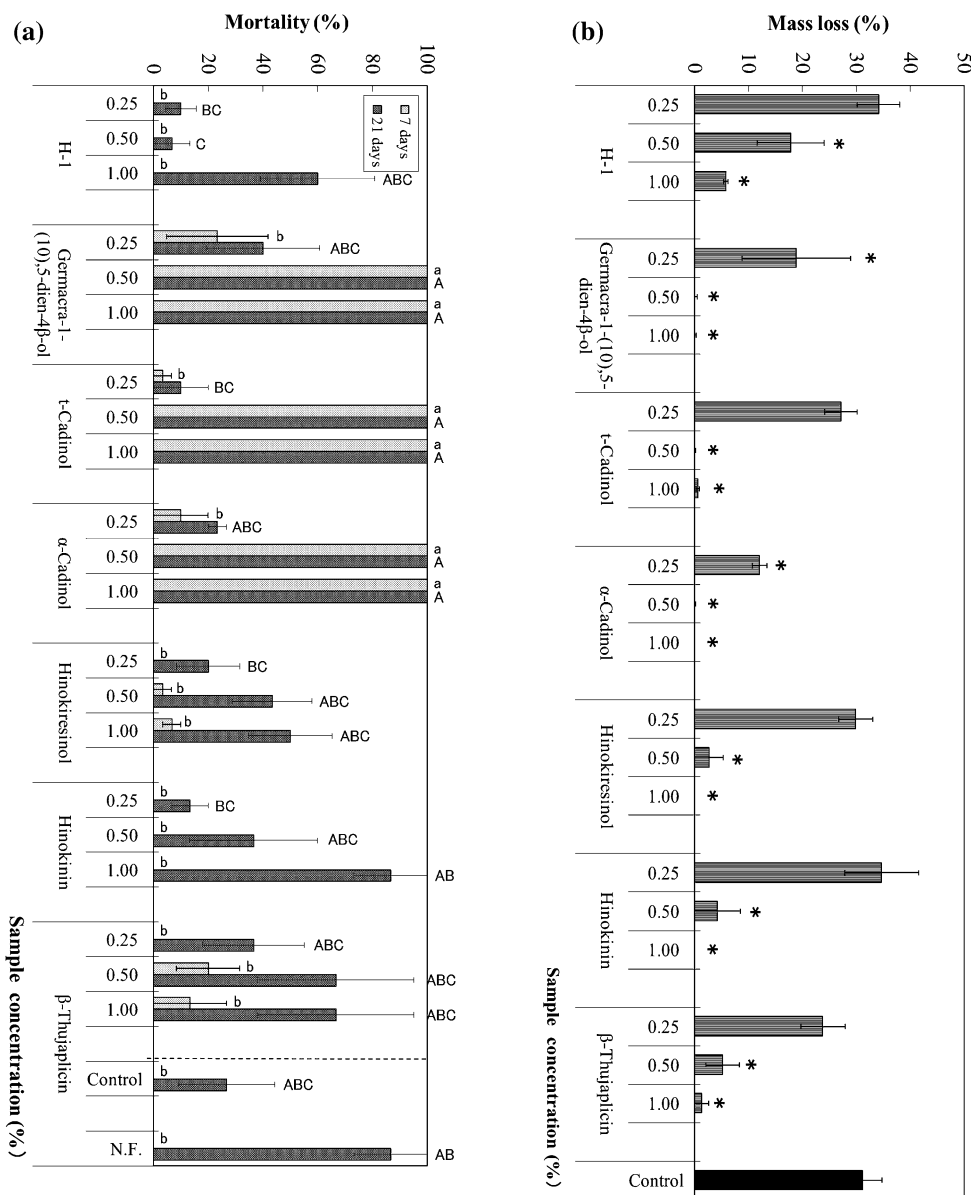 (a)
Mortality (%)
0 20 40 60 80 100
7 days
21 days
b BC
b C
b ABC
b ABC
a A
a A
b BC
a A
a A
b ABC
a A
a A
b BC
b ABC
b ABC
b BC
b ABC
b AB
b ABC
b ABC
b ABC
b ABC
b AB
0.25 0.50 1.00
H-1
0.25 0.50 1.00
Germacra-1-
(10),5-dien-4β-ol
0.25 0.50 1.00
t-Cadinol
0.25 0.50 1.00
α-Cadinol
0.25 0.50 1.00
Hinokiresinol
0.25 0.50 1.00
Hinokinin
0.25 0.50 1.00
β-Thujaplicin
Control
N.F.
Sample concentration (%)
(b)
Mass loss (%)
0 10 20 30 40 50
0.25 0.50 1.00
* *
H-1
0.25 0.50 1.00
* * *
Germacra-1-(10),5-
dien-4β-ol
0.25 0.50 1.00
* *
t-Cadinol
0.25 0.50 1.00
* * *
α-Cadinol
0.25 0.50 1.00
* *
Hinokiresinol
0.25 0.50 1.00
* *
Hinokinin
0.25 0.50 1.00
* *
β-Thujaplicin
Control
Sample concentration (%)